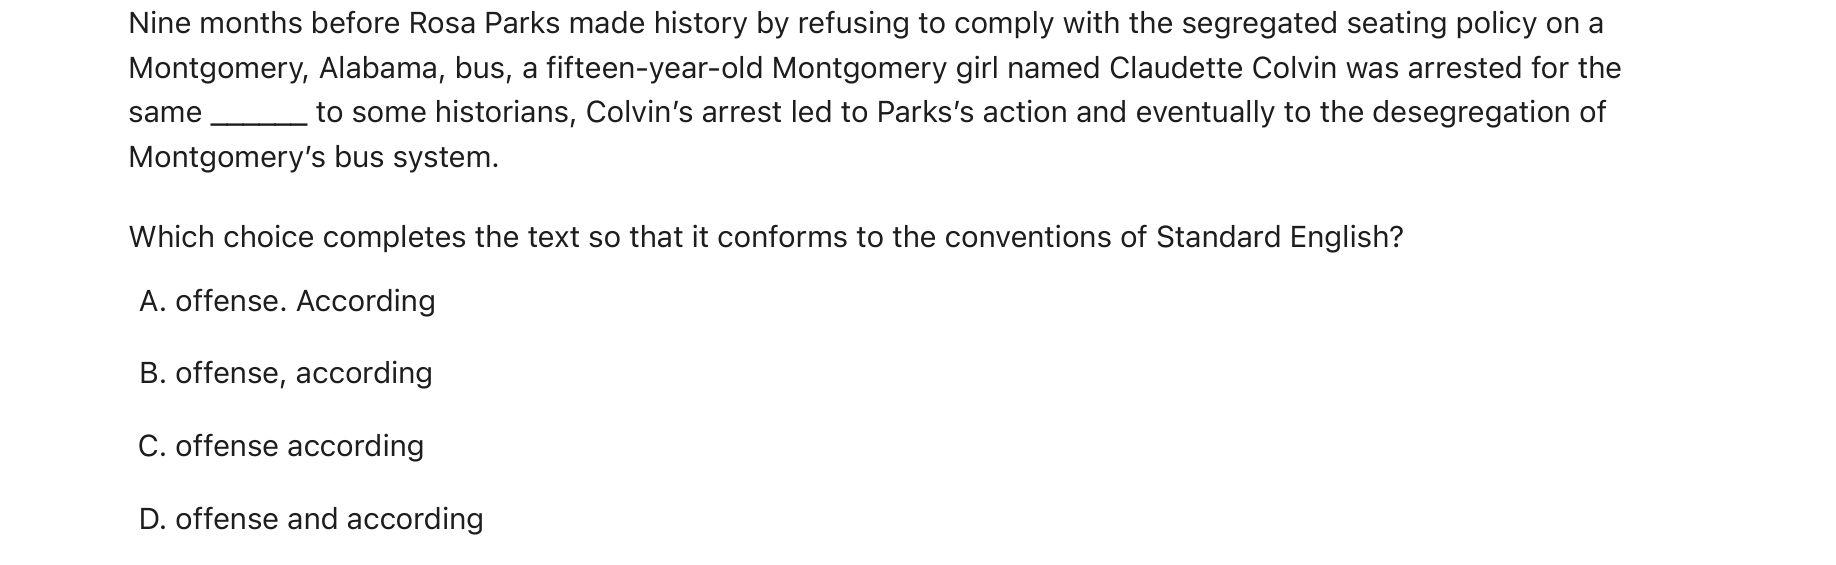 Nine months before Rosa Parks made history by refusing to comply with the segregated seating policy on a
Montgomery, Alabama, bus, a fifteen-year-old Montgomery girl named Claudette Colvin was arrested for the
same ______ to some historians, Colvin’s arrest led to Parks’s action and eventually to the desegregation of
Montgomery’s bus system.
Which choice completes the text so that it conforms to the conventions of Standard English?
A. offense. According
B. offense, according
C. offense according
D. offense and according